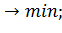 → min;